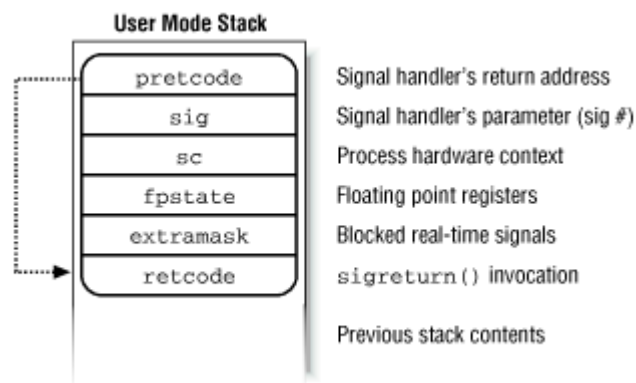 User Mode Stack
pretcode Signal handler's return address
sig Signal handler's parameter (sig #)
sc Process hardware context
fpstate Floating point registers
extramask Blocked real-time signals
retcode sigreturn() invocation
Previous stack contents